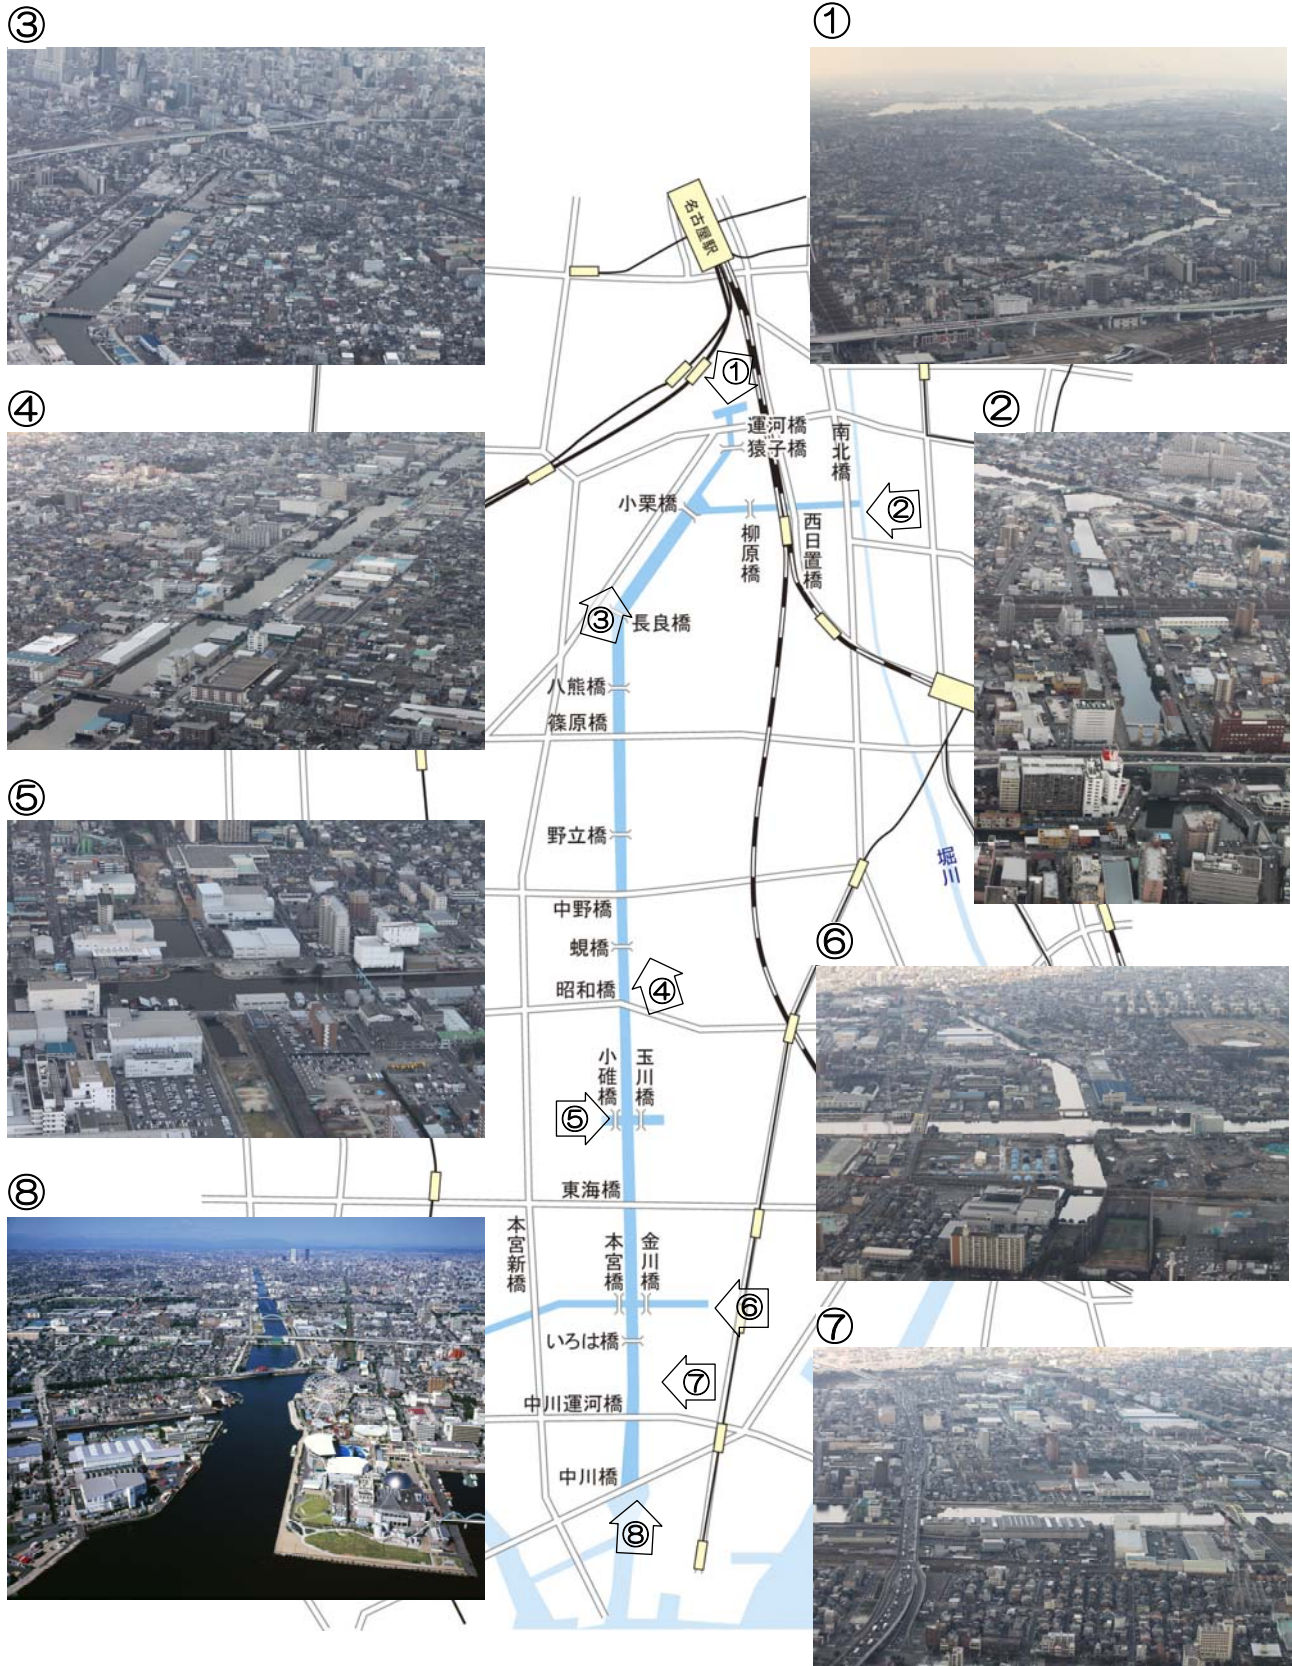 ③
①
名古屋駅
①
④
②
運河橋
猿子橋
南北橋
小栗橋
②
柳原橋
西日置橋
③
長良橋
八熊橋
篠原橋
⑤
野立橋
堀川
中野橋
⑥
蜆橋
昭和橋
④
小碓橋
玉川橋
⑤
⑧
東海橋
本宮新橋
本宮橋
金川橋
⑥
いろは橋
⑦
⑦
中川運河橋
中川橋
⑧